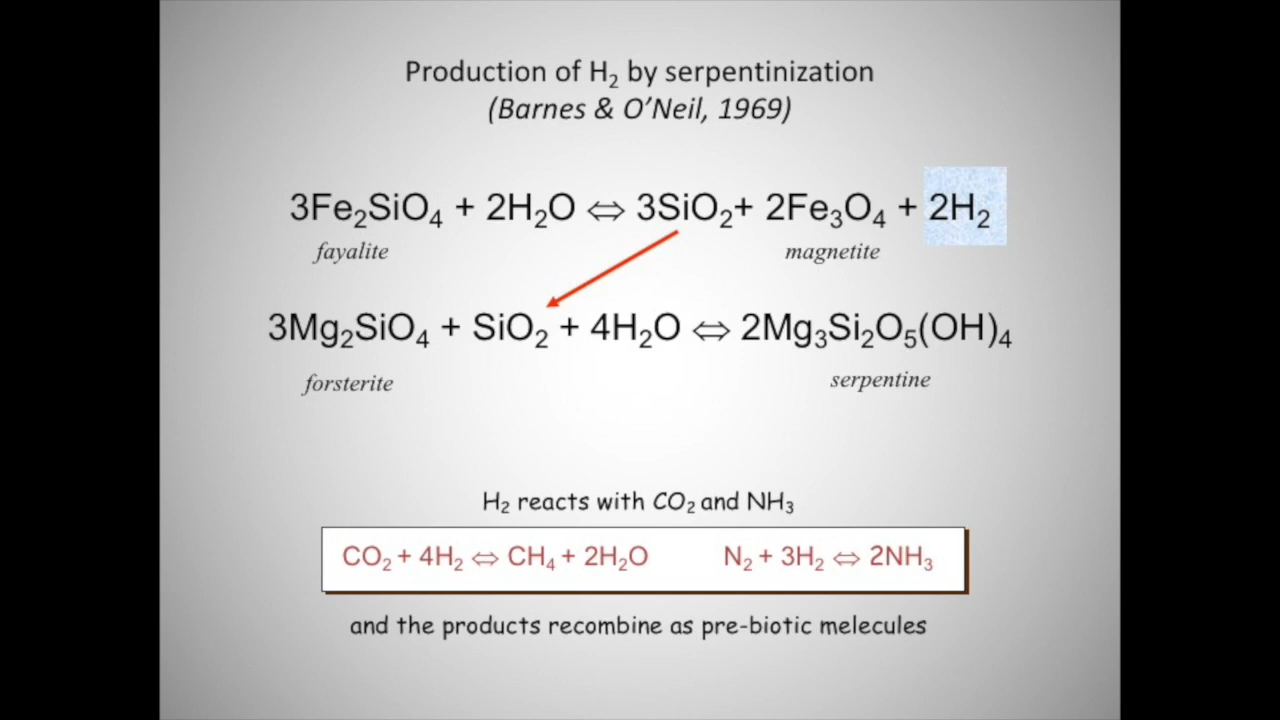 Production of H₂ by serpentinization
(Barnes & O’Neil, 1969)
3Fe₂SiO₄ + 2H₂O ⇔ 3SiO₂+ 2Fe₃O₄ + 2H₂
fayalite magnetite
3Mg₂SiO₄ + SiO₂ + 4H₂O ⇔ 2Mg₃Si₂O₅(OH)₄
forsterite serpentine
H₂ reacts with CO₂ and NH₃
CO₂ + 4H₂ ⇔ CH₄ + 2H₂O N₂ + 3H₂ ⇔ 2NH₃
and the products recombine as pre-biotic melecules